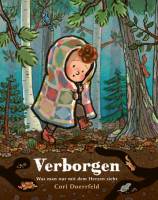 Verborgen
Was man nur mit dem Herzen sieht
Cori Doerrfeld